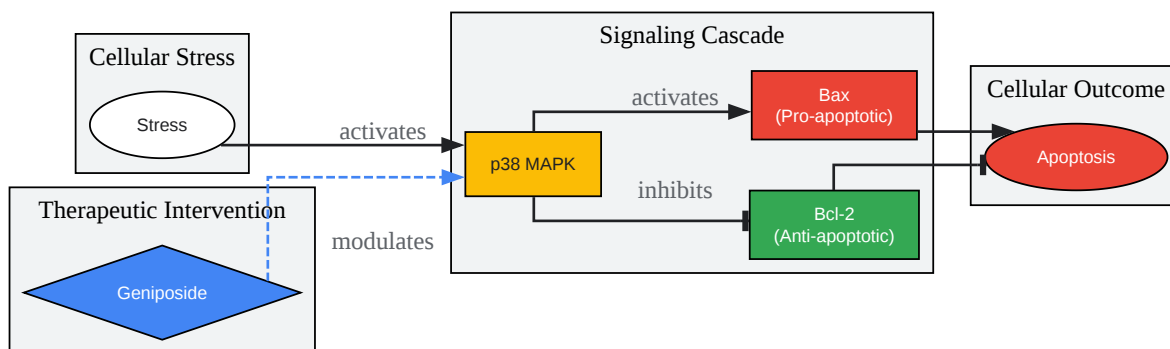 Cellular Stress
Stress
Therapeutic Intervention
Geniposide
activates
modulates
Signaling Cascade
p38 MAPK
activates
inhibits
Bax
(Pro-apoptotic)
Bcl-2
(Anti-apoptotic)
Cellular Outcome
Apoptosis